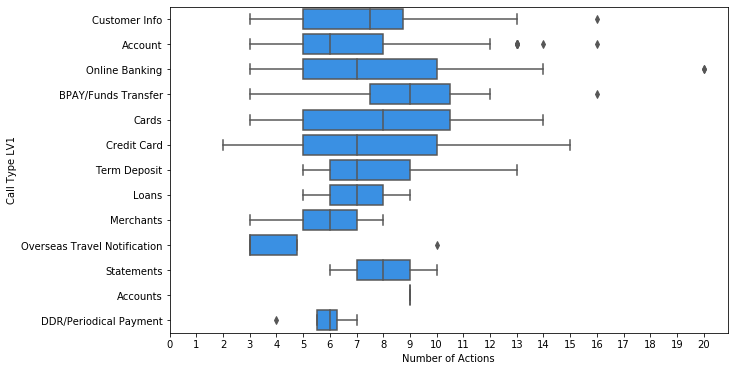 Customer Info
Account
Online Banking
BPAY/Funds Transfer
Cards
Credit Card
Term Deposit
Loans
Merchants
Overseas Travel Notification
Statements
Accounts
DDR/Periodical Payment
Call Type LV1
0 1 2 3 4 5 6 7 8 9 10 11 12 13 14 15 16 17 18 19 20
Number of Actions